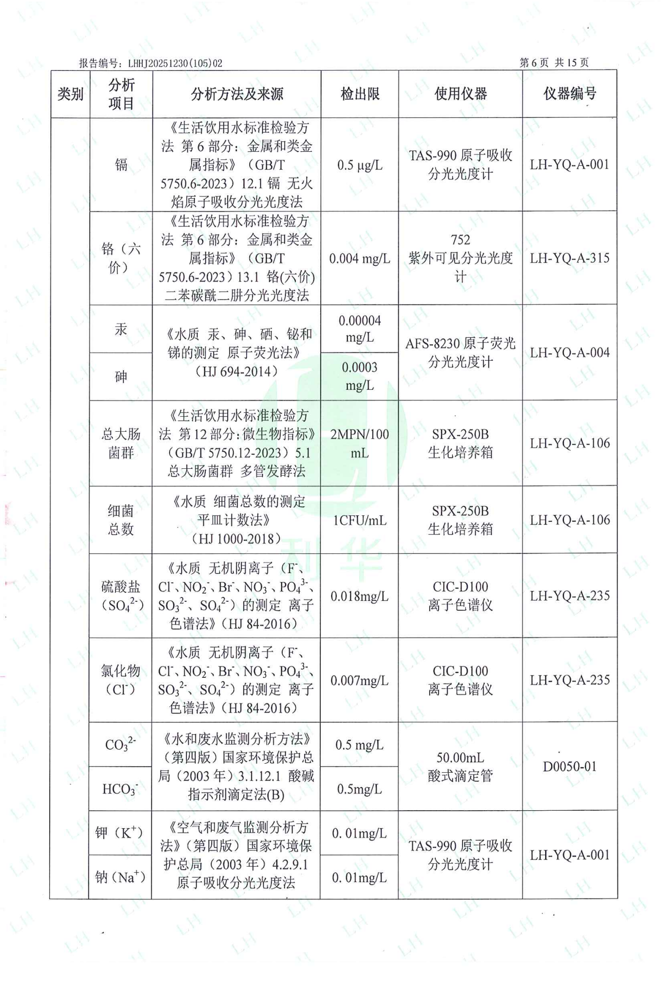 报告编号：LHHJ20251230(105)02
第6页 共15页
类别
分析
项目
分析方法及来源
检出限
使用仪器
仪器编号
镉
《生活饮用水标准检验方
法 第6部分：金属和类金
属指标》（GB/T
5750.6-2023）12.1镉 无火
焰原子吸收分光光度法
0.5 μg/L
TAS-990 原子吸收
分光光度计
LH-YQ-A-001
铬（六
价）
《生活饮用水标准检验方
法 第6部分：金属和类金
属指标》（GB/T
5750.6-2023）13.1 铬(六价)
二苯碳酰二肼分光光度法
0.004 mg/L
752
紫外可见分光光度
计
LH-YQ-A-315
汞
《水质 汞、砷、硒、铋和
锑的测定 原子荧光法》
（HJ 694-2014）
0.00004
mg/L
AFS-8230 原子荧光
分光光度计
LH-YQ-A-004
砷
0.0003
mg/L
总大肠
菌群
《生活饮用水标准检验方
法 第12部分:微生物指标》
（GB/T 5750.12-2023）5.1
总大肠菌群 多管发酵法
2MPN/100
mL
SPX-250B
生化培养箱
LH-YQ-A-106
细菌
总数
《水质 细菌总数的测定
平皿计数法》
（HJ 1000-2018）
1CFU/mL
SPX-250B
生化培养箱
LH-YQ-A-106
硫酸盐
（SO₄²⁻）
《水质 无机阴离子（F⁻、
Cl⁻、NO₂⁻、Br⁻、NO₃⁻、PO₄³⁻、
SO₃²⁻、SO₄²⁻）的测定 离子
色谱法》（HJ 84-2016）
0.018mg/L
CIC-D100
离子色谱仪
LH-YQ-A-235
氯化物
（Cl⁻）
《水质 无机阴离子（F⁻、
Cl⁻、NO₂⁻、Br⁻、NO₃⁻、PO₄³⁻、
SO₃²⁻、SO₄²⁻）的测定 离子
色谱法》（HJ 84-2016）
0.007mg/L
CIC-D100
离子色谱仪
LH-YQ-A-235
CO₃²⁻
《水和废水监测分析方法》
（第四版）国家环境保护总
局（2003年）3.1.12.1 酸碱
指示剂滴定法(B)
0.5 mg/L
50.00mL
酸式滴定管
D0050-01
HCO₃⁻
0.5mg/L
钾（K⁺）
《空气和废气监测分析方
法》（第四版）国家环境保
护总局（2003年）4.2.9.1
原子吸收分光光度法
0. 01mg/L
TAS-990 原子吸收
分光光度计
LH-YQ-A-001
钠（Na⁺）
0. 01mg/L
利华